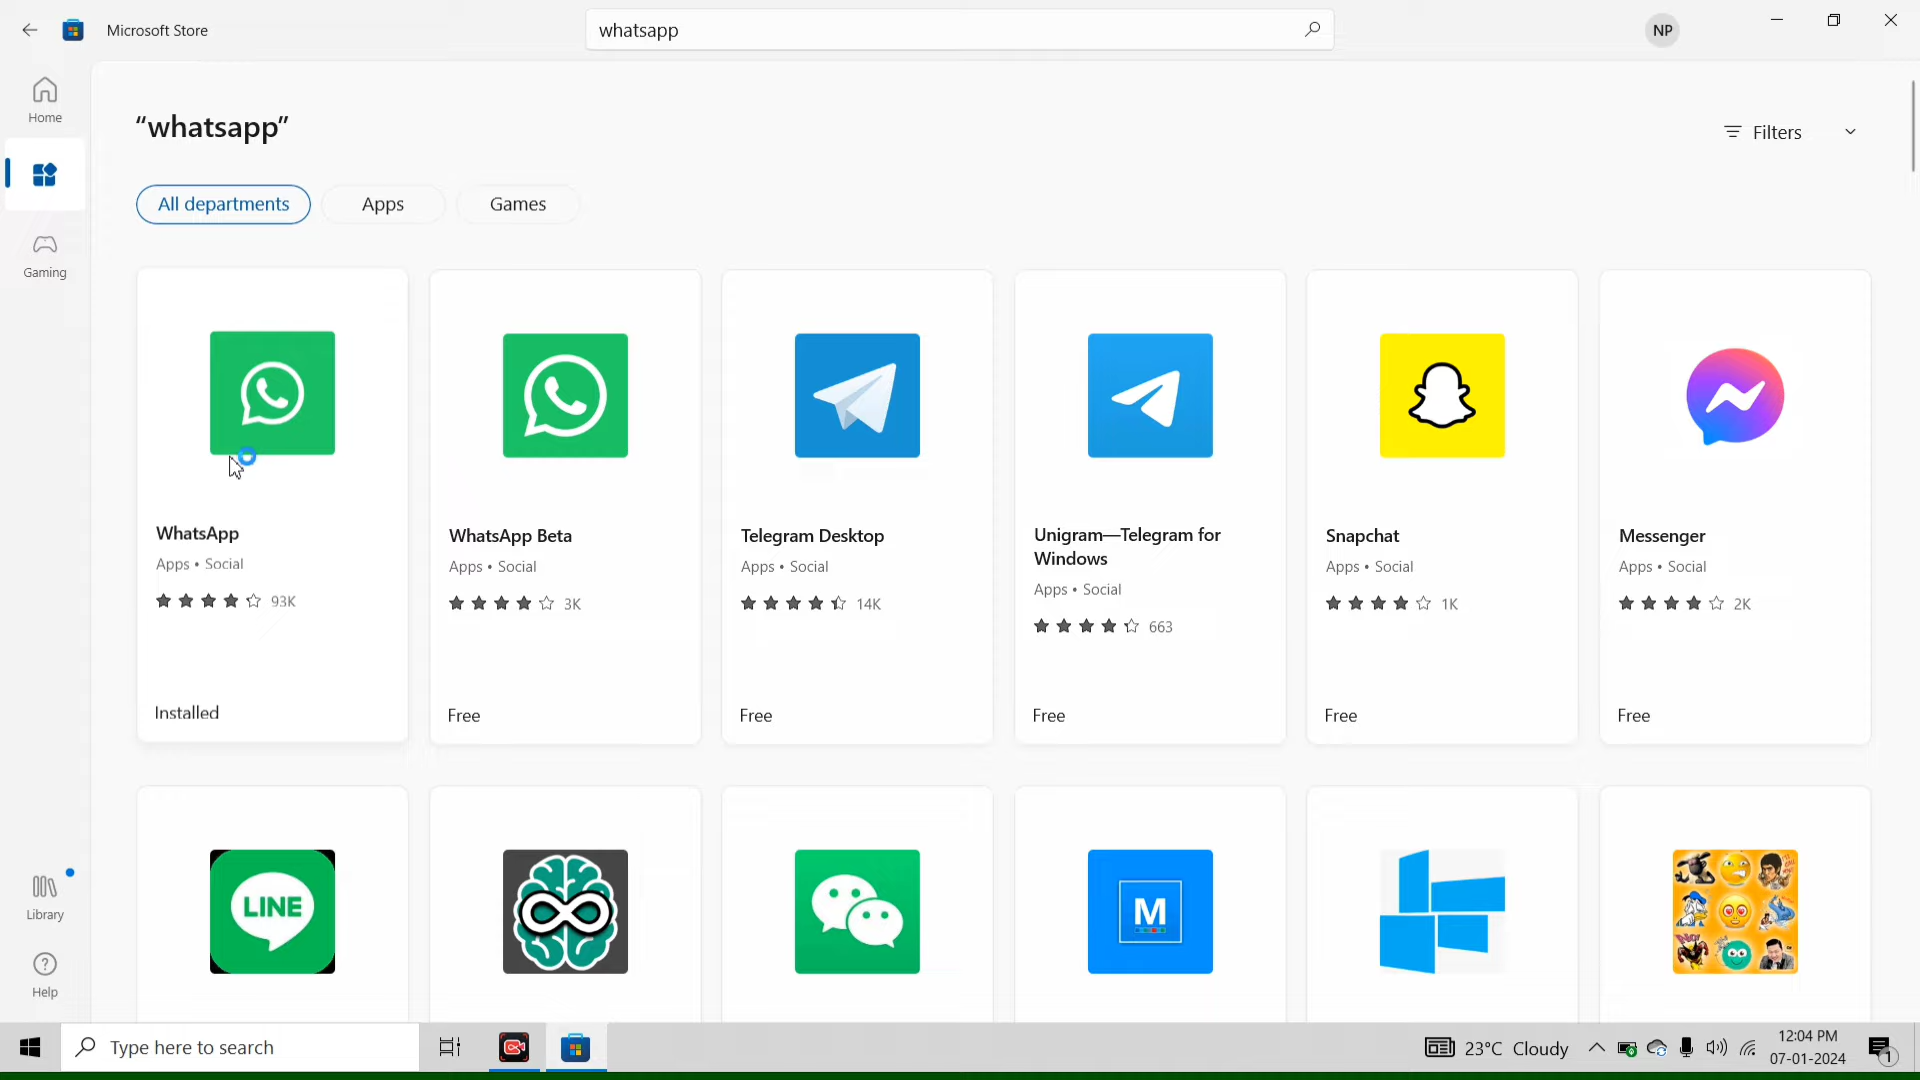 Microsoft Store
whatsapp
NP
Home
Gaming
Library
Help
“whatsapp”
Filters
All departments
Apps
Games
WhatsApp
Apps • Social
93K
Installed
WhatsApp Beta
Apps • Social
3K
Free
Telegram Desktop
Apps • Social
14K
Free
Unigram—Telegram for
Windows
Apps • Social
663
Free
Snapchat
Apps • Social
1K
Free
Messenger
Apps • Social
2K
Free
LINE
M
Type here to search
23°C Cloudy
12:04 PM
07-01-2024
1